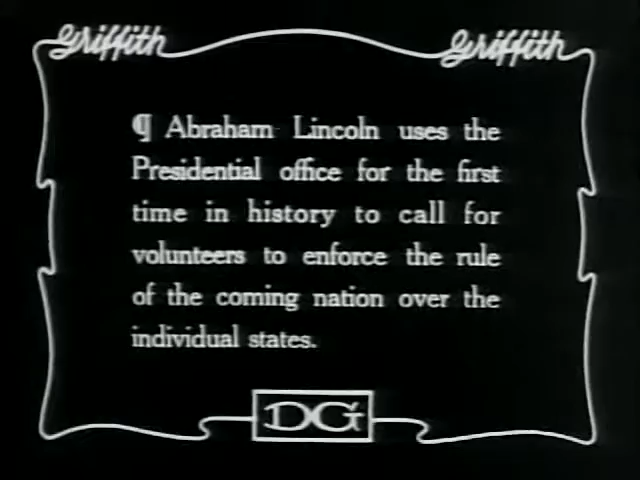 Griffith Griffith
¶ Abraham Lincoln uses the
Presidential office for the first
time in history to call for
volunteers to enforce the rule
of the coming nation over the
individual states.
DG